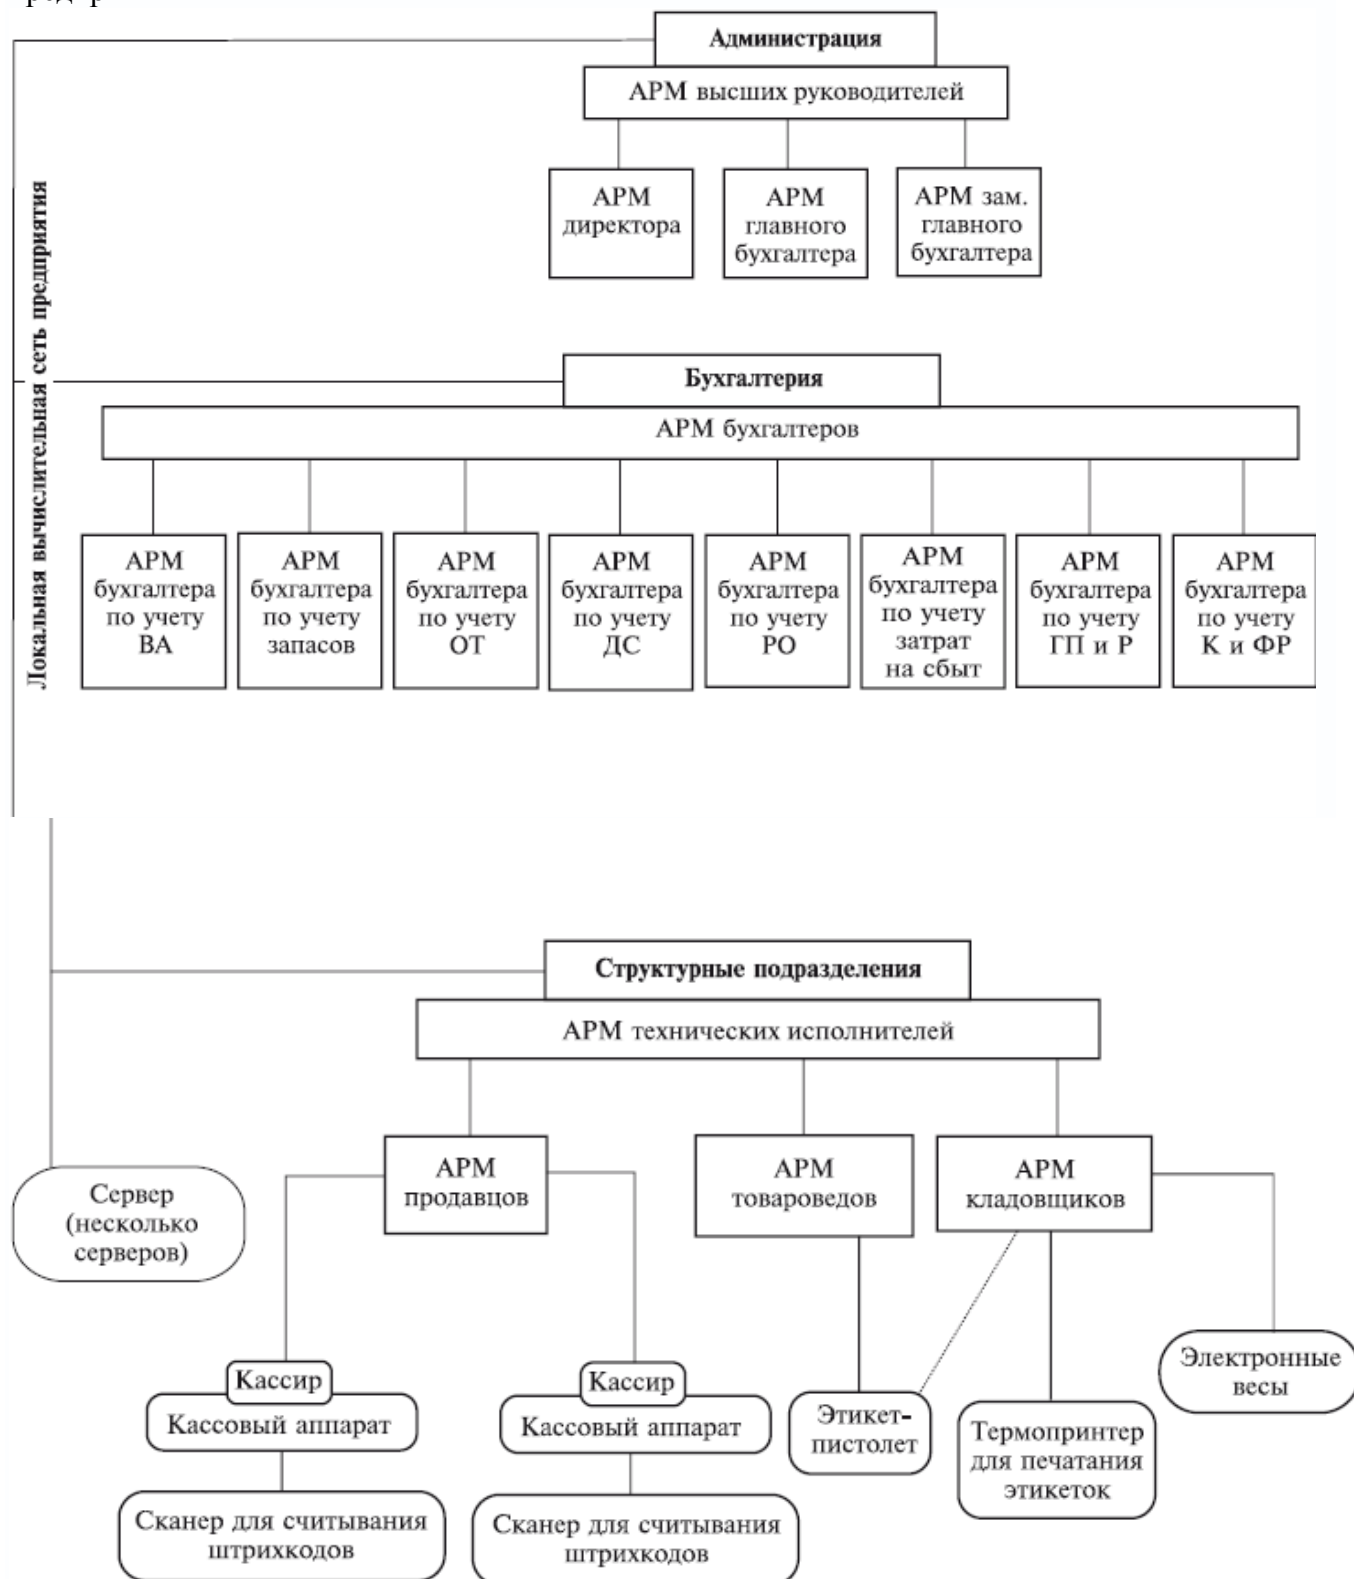 Администрация
АРМ высших руководителей
АРМ
директора
АРМ
главного
бухгалтера
АРМ зам.
главного
бухгалтера
Локальная вычислительная сеть предприятия
Бухгалтерия
АРМ бухгалтеров
АРМ
бухгалтера
по учету
ВА
АРМ
бухгалтера
по учету
запасов
АРМ
бухгалтера
по учету
ОТ
АРМ
бухгалтера
по учету
ДС
АРМ
бухгалтера
по учету
РО
АРМ
бухгалтера
по учету
затрат
на сбыт
АРМ
бухгалтера
по учету
ГП и Р
АРМ
бухгалтера
по учету
К и ФР
Структурные подразделения
АРМ технических исполнителей
АРМ
продавцов
АРМ
товароведов
АРМ
кладовщиков
Сервер
(несколько
серверов)
Кассир
Кассовый аппарат
Сканер для считывания
штрихкодов
Кассир
Кассовый аппарат
Сканер для считывания
штрихкодов
Этикет-
пистолет
Термопринтер
для печатания
этикеток
Электронные
весы